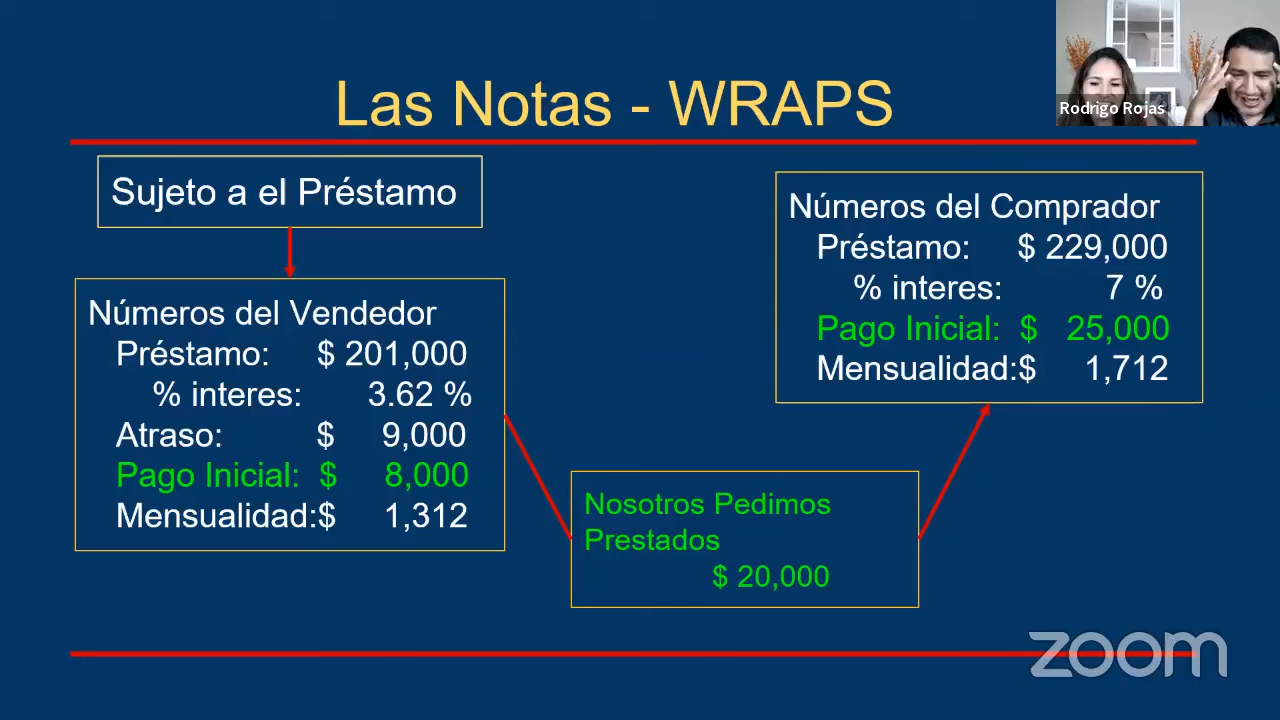 Las Notas - WRAPS
Rodrigo Rojas
Sujeto a el Préstamo
Números del Vendedor
Préstamo: $ 201,000
% interes: 3.62 %
Atraso: $ 9,000
Pago Inicial: $ 8,000
Mensualidad:$ 1,312
Nosotros Pedimos
Prestados
$ 20,000
Números del Comprador
Préstamo: $ 229,000
% interes: 7 %
Pago Inicial: $ 25,000
Mensualidad:$ 1,712
zoom